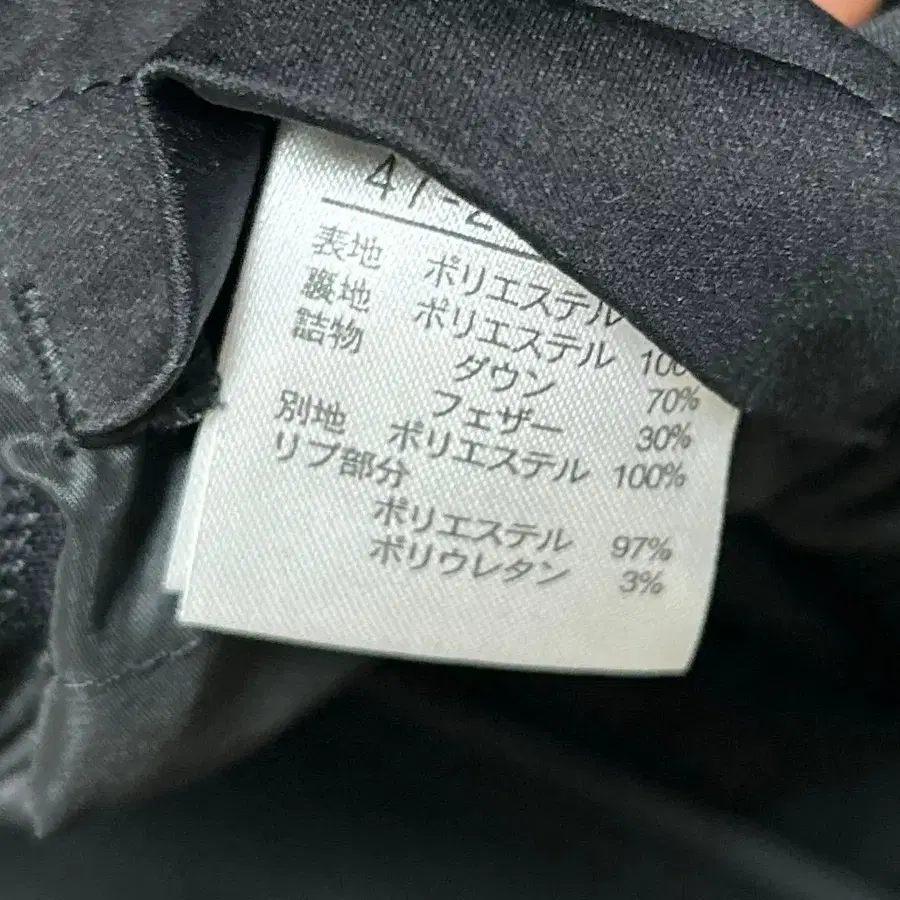 表地 ポリエステル
裏地 ポリエステル
詰物 ダウン 70%
フェザー 30%
別地 ポリエステル 100%
リブ部分
ポリエステル 97%
ポリウレタン 3%